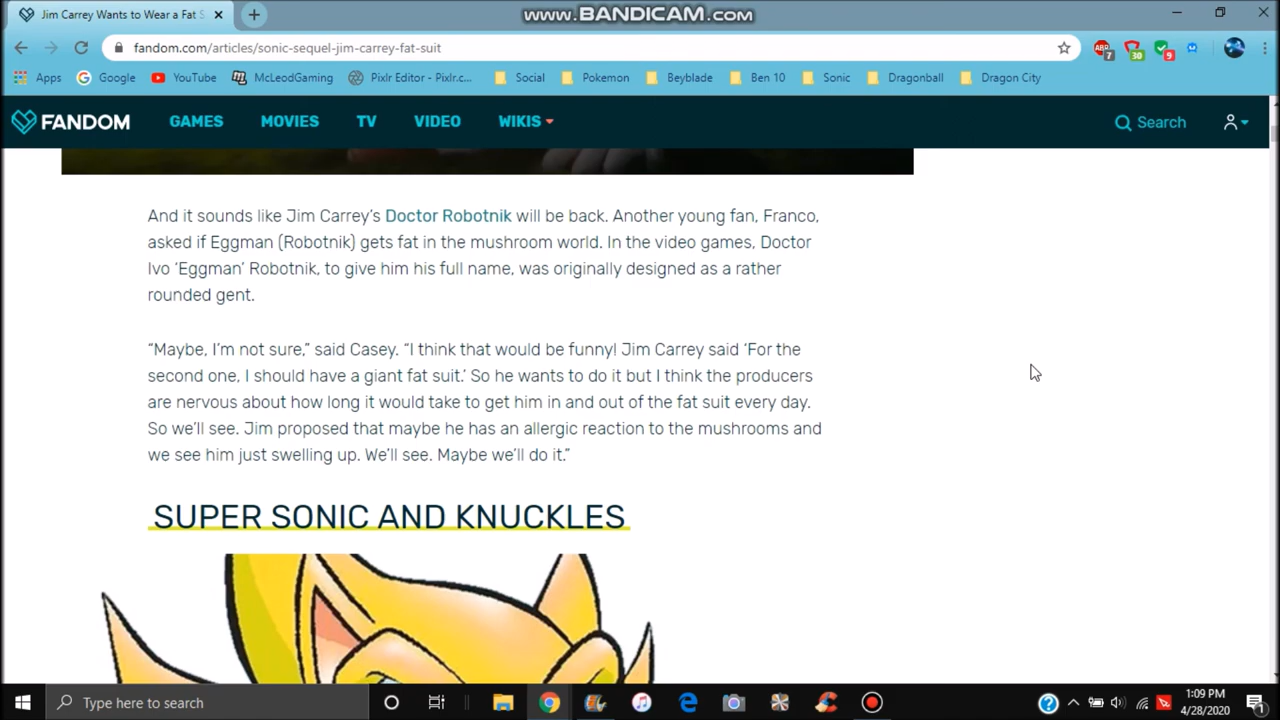 Jim Carrey Wants to Wear a Fat S
www.BANDICAM.com
fandom.com/articles/sonic-sequel-jim-carrey-fat-suit
7
30
9
Apps
Google
YouTube
McLeodGaming
Pixlr Editor - Pixlr.c...
Social
Pokemon
Beyblade
Ben 10
Sonic
Dragonball
Dragon City
FANDOM
GAMES
MOVIES
TV
VIDEO
WIKIS
Search
And it sounds like Jim Carrey's Doctor Robotnik will be back. Another young fan, Franco,
asked if Eggman (Robotnik) gets fat in the mushroom world. In the video games, Doctor
Ivo ‘Eggman’ Robotnik, to give him his full name, was originally designed as a rather
rounded gent.
“Maybe, I'm not sure,” said Casey. “I think that would be funny! Jim Carrey said ‘For the
second one, I should have a giant fat suit.’ So he wants to do it but I think the producers
are nervous about how long it would take to get him in and out of the fat suit every day.
So we'll see. Jim proposed that maybe he has an allergic reaction to the mushrooms and
we see him just swelling up. We'll see. Maybe we'll do it.”
SUPER SONIC AND KNUCKLES
Type here to search
1:09 PM
4/28/2020
1